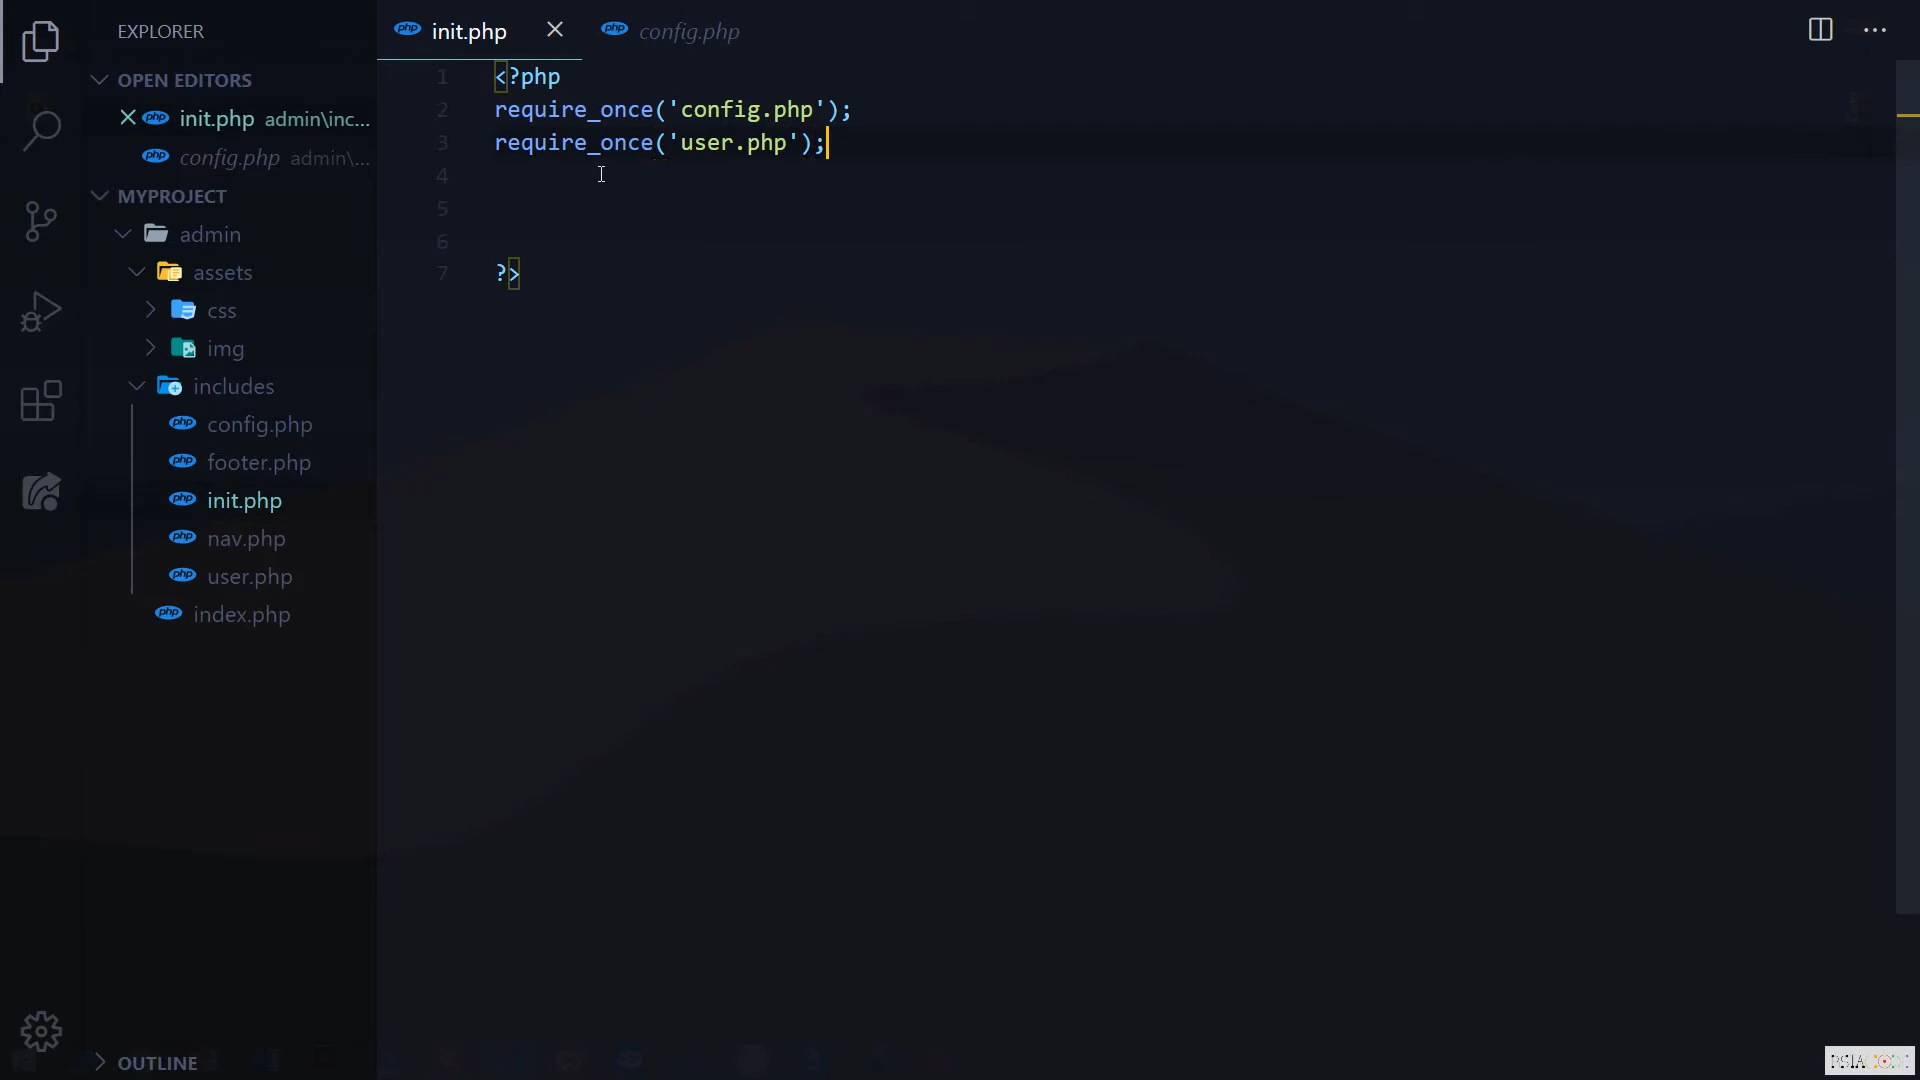 EXPLORER
OPEN EDITORS
init.php admin\inc...
config.php admin\...
MYPROJECT
admin
assets
css
img
includes
config.php
footer.php
init.php
nav.php
user.php
index.php
OUTLINE
init.php
config.php
1 <?php
2 require_once('config.php');
3 require_once('user.php');
4
5
6
7 ?>